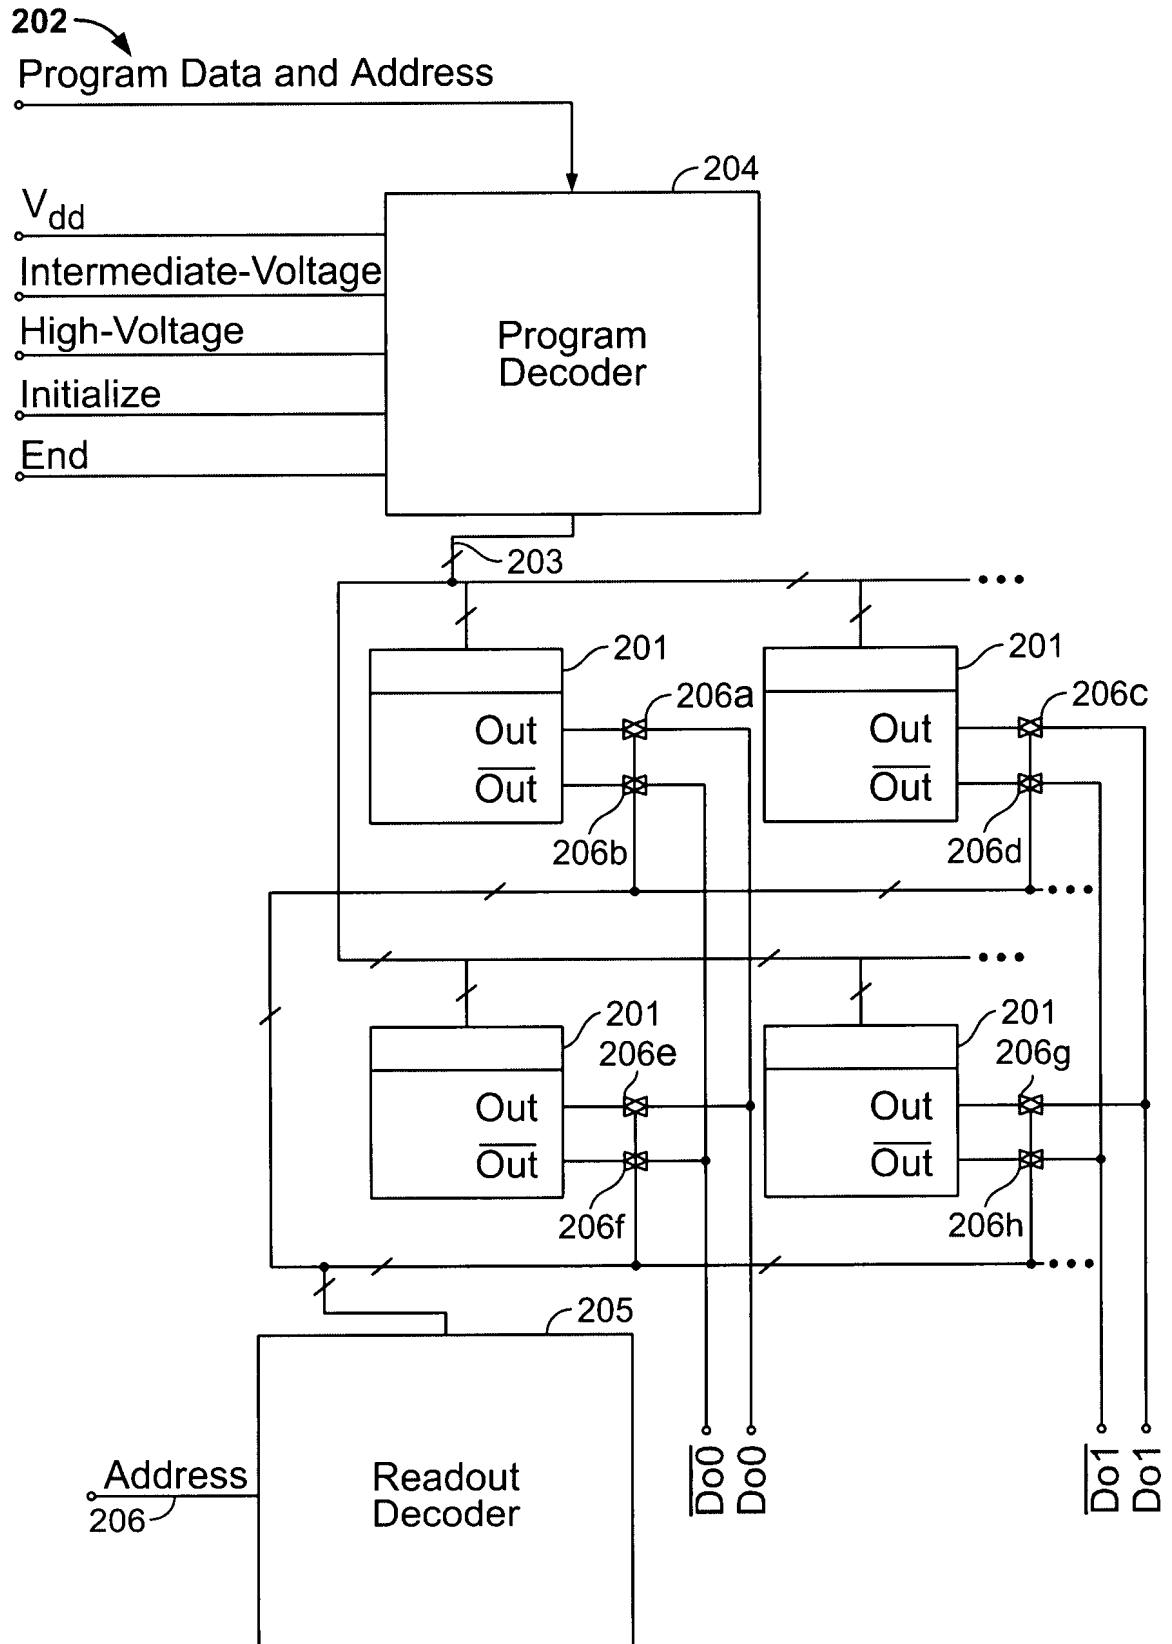 202
Program Data and Address
204
Vdd
Intermediate-Voltage
High-Voltage
Initialize
End
Program
Decoder
203
201
201
206a
206c
Out
Out
Out
Out
206b
206d
201
201
206e
206g
Out
Out
Out
Out
206f
206h
205
Address
206
Readout
Decoder
Do0
Do0
Do1
Do1